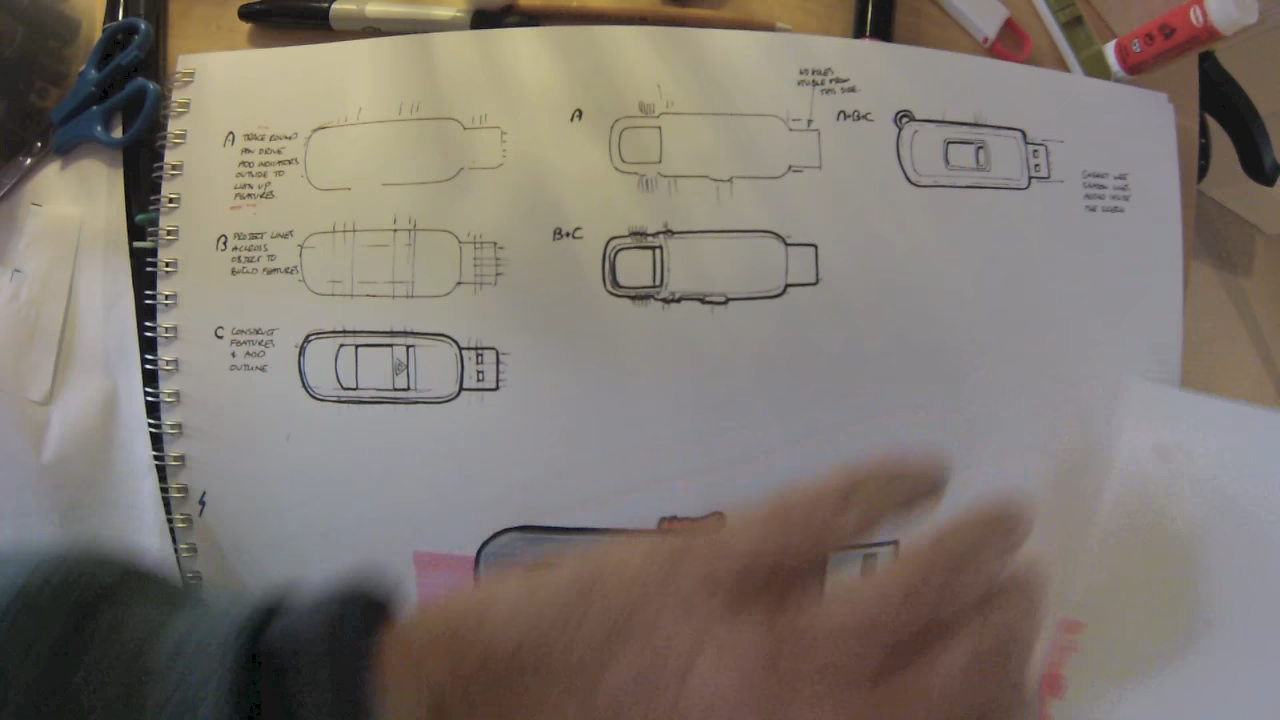 A TRACE ROUND
PEN DRIVE
ADD INDICATORS
OUTSIDE TO
LINE UP
FEATURES.
B PROJECT LINES
ACCROSS
OBJECT TO
BUILD FEATURES
C CONSTRUCT
FEATURES
& ADD
OUTLINE
A
NO HOLES
VISIBLE FROM
THIS SIDE.
B+C
A+B+C